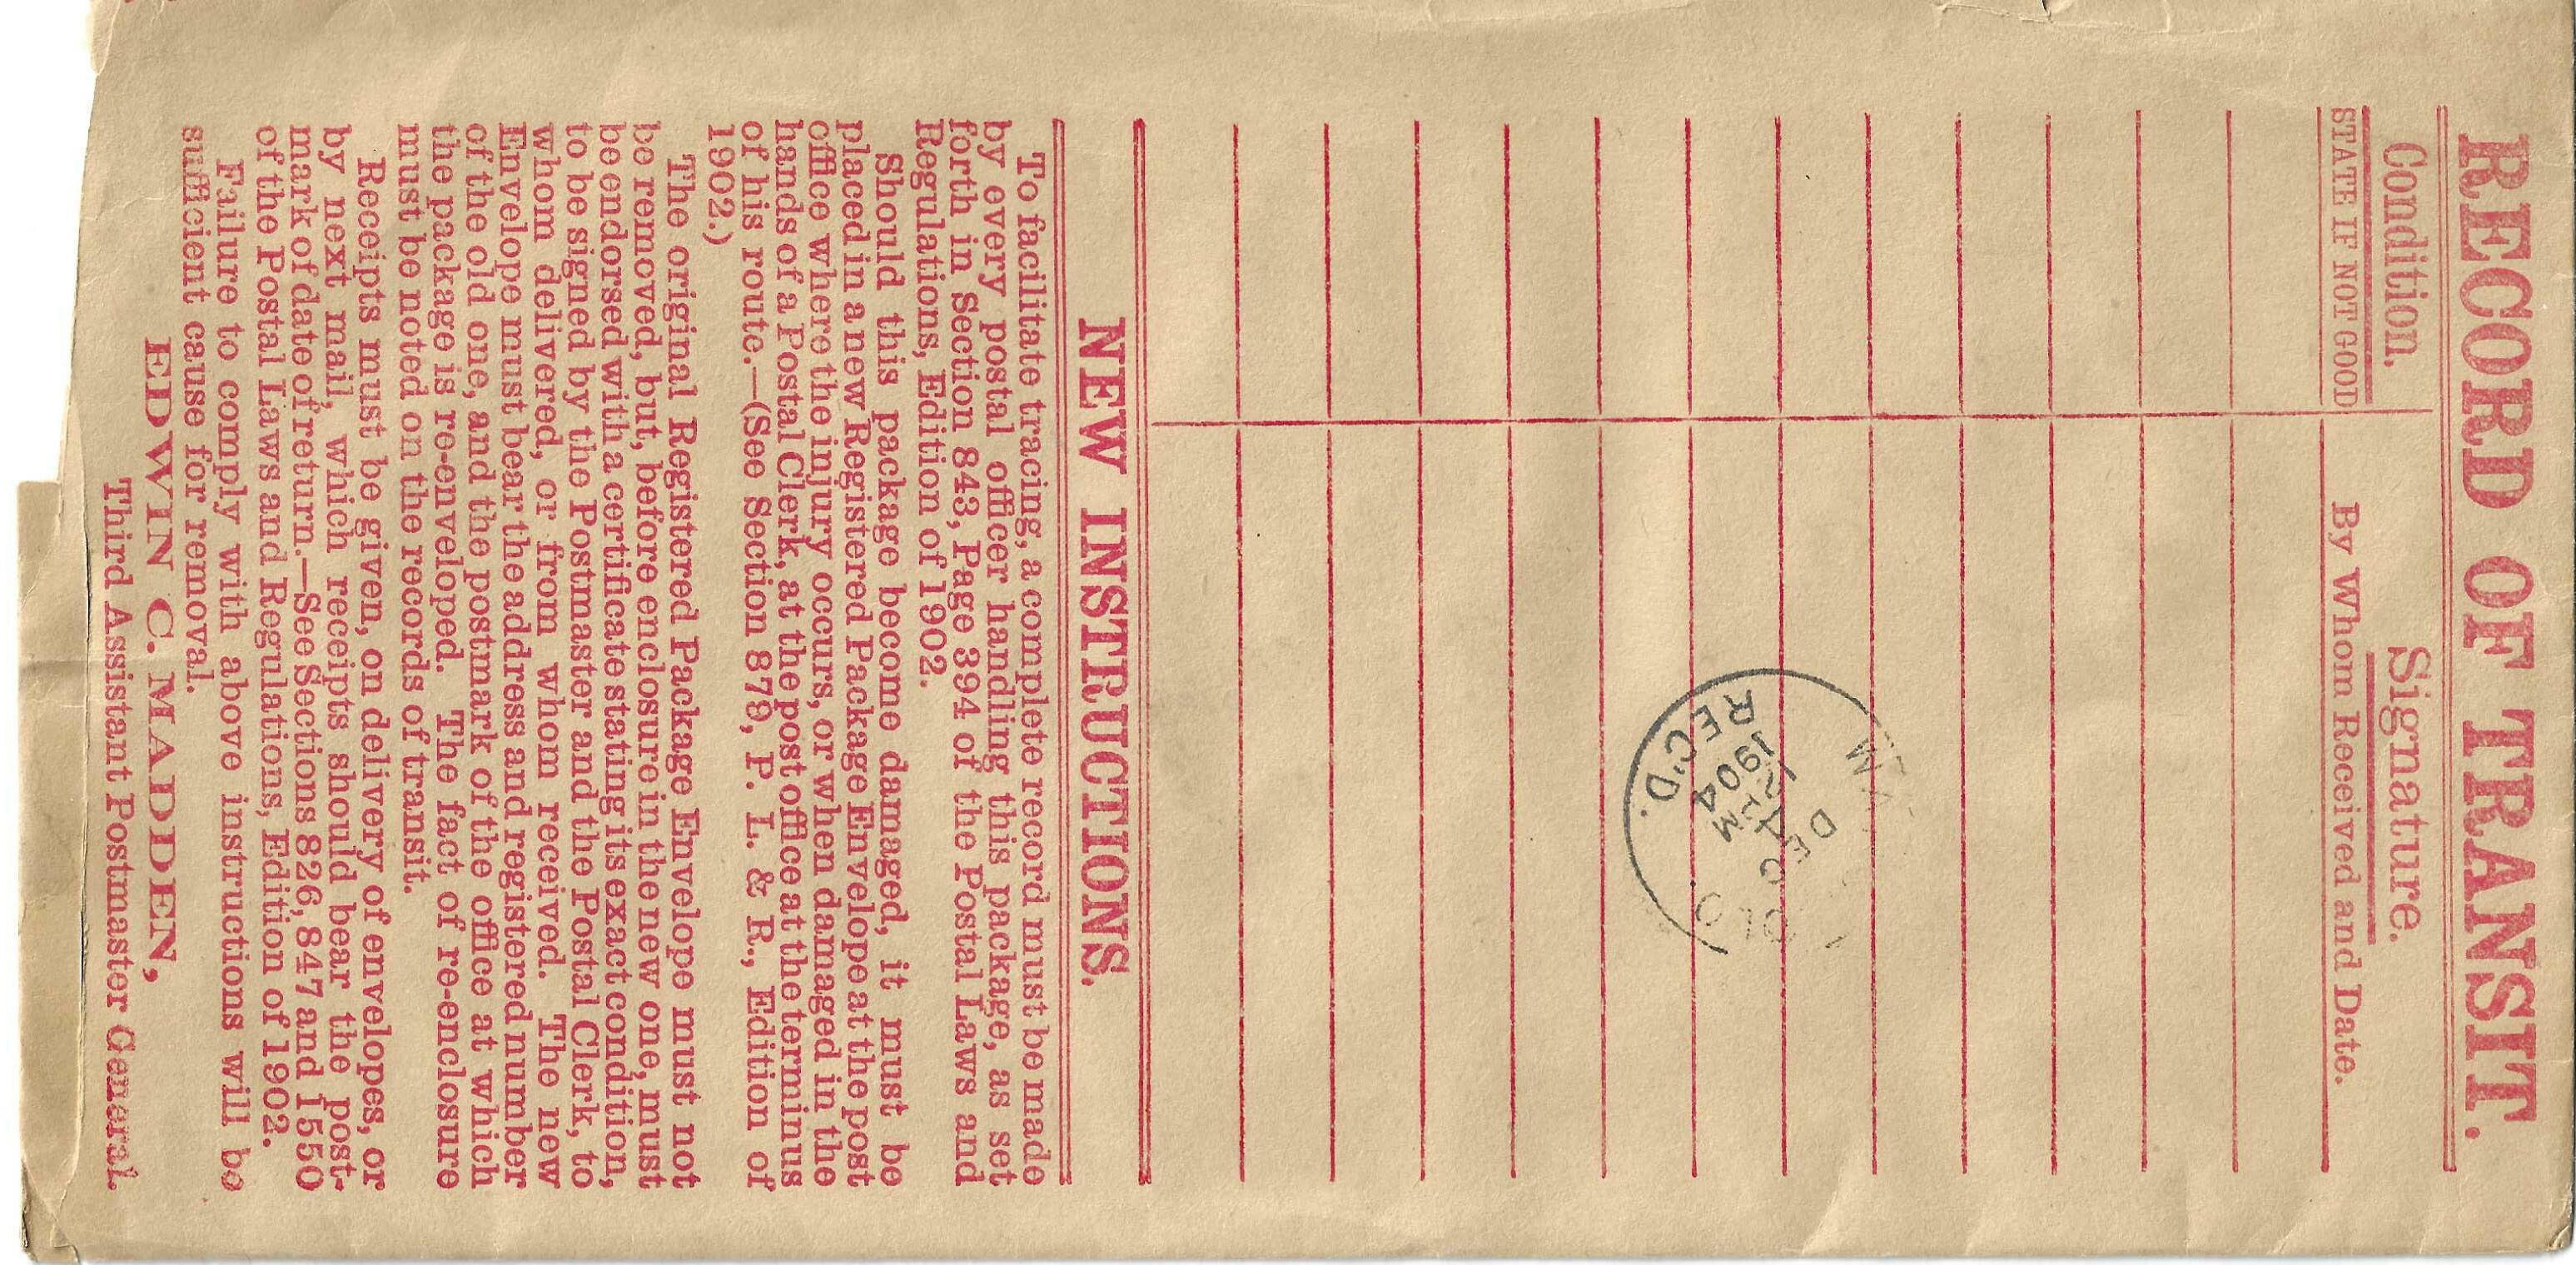 RECORD OF TRANSIT.
Condition.
STATE IF NOT GOOD
Signature.
By Whom Received and Date.
REC'D.
1904
NEW INSTRUCTIONS.
To facilitate tracing, a complete record must be made
by every postal officer handling this package, as set
forth in Section 843, Page 394 of the Postal Laws and
Regulations, Edition of 1902.
Should this package become damaged, it must be
placed in a new Registered Package Envelope at the post
office where the injury occurs, or when damaged in the
hands of a Postal Clerk, at the post office at the terminus
of his route.—(See Section 879, P. L. & R., Edition of
1902.)
The original Registered Package Envelope must not
be removed, but, before enclosure in the new one, must
be endorsed with a certificate stating its exact condition,
to be signed by the Postmaster and the Postal Clerk, to
whom delivered, or from whom received. The new
Envelope must bear the address and registered number
of the old one, and the postmark of the office at which
the package is re-enveloped. The fact of re-enclosure
must be noted on the records of transit.
Receipts must be given, on delivery of envelopes, or
by next mail, which receipts should bear the post-
mark of date of return.—See Sections 826, 847 and 1550
of the Postal Laws and Regulations, Edition of 1902.
Failure to comply with above instructions will be
sufficient cause for removal.
EDWIN C. MADDEN,
Third Assistant Postmaster General.